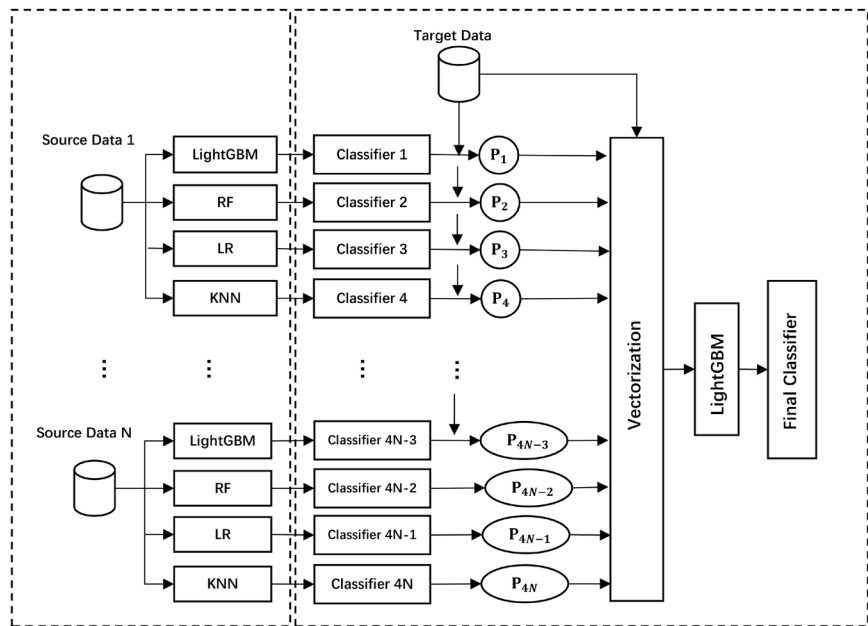 Target Data
Source Data 1
LightGBM
Classifier 1
P₁
RF
Classifier 2
P₂
LR
Classifier 3
P₃
KNN
Classifier 4
P₄
⋮ ⋮ ⋮ ⋮
Source Data N
LightGBM
Classifier 4N-3
P₄N₋₃
RF
Classifier 4N-2
P₄N₋₂
LR
Classifier 4N-1
P₄N₋₁
KNN
Classifier 4N
P₄N
Vectorization
LightGBM
Final Classifier